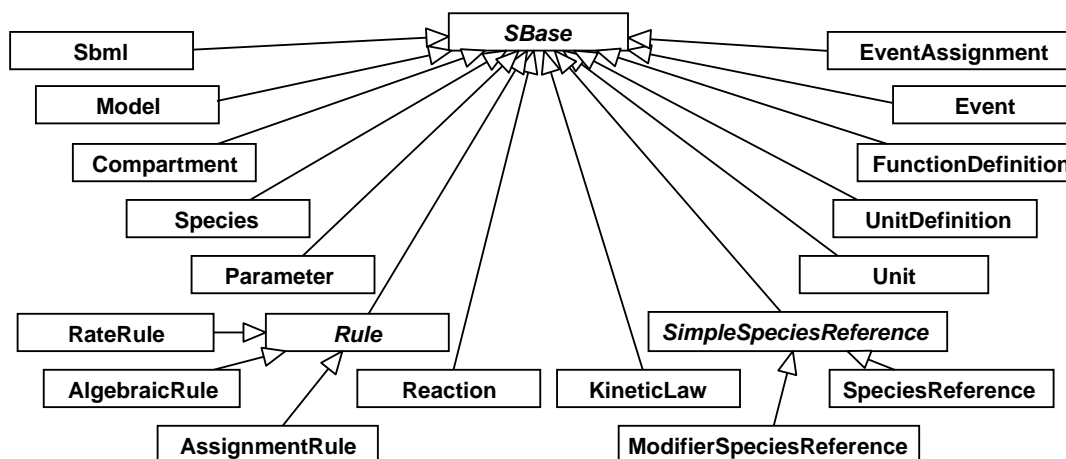 SBase
Sbml
EventAssignment
Model
Event
Compartment
FunctionDefinition
Species
UnitDefinition
Parameter
Unit
RateRule
Rule
SimpleSpeciesReference
AlgebraicRule
Reaction
KineticLaw
SpeciesReference
AssignmentRule
ModifierSpeciesReference